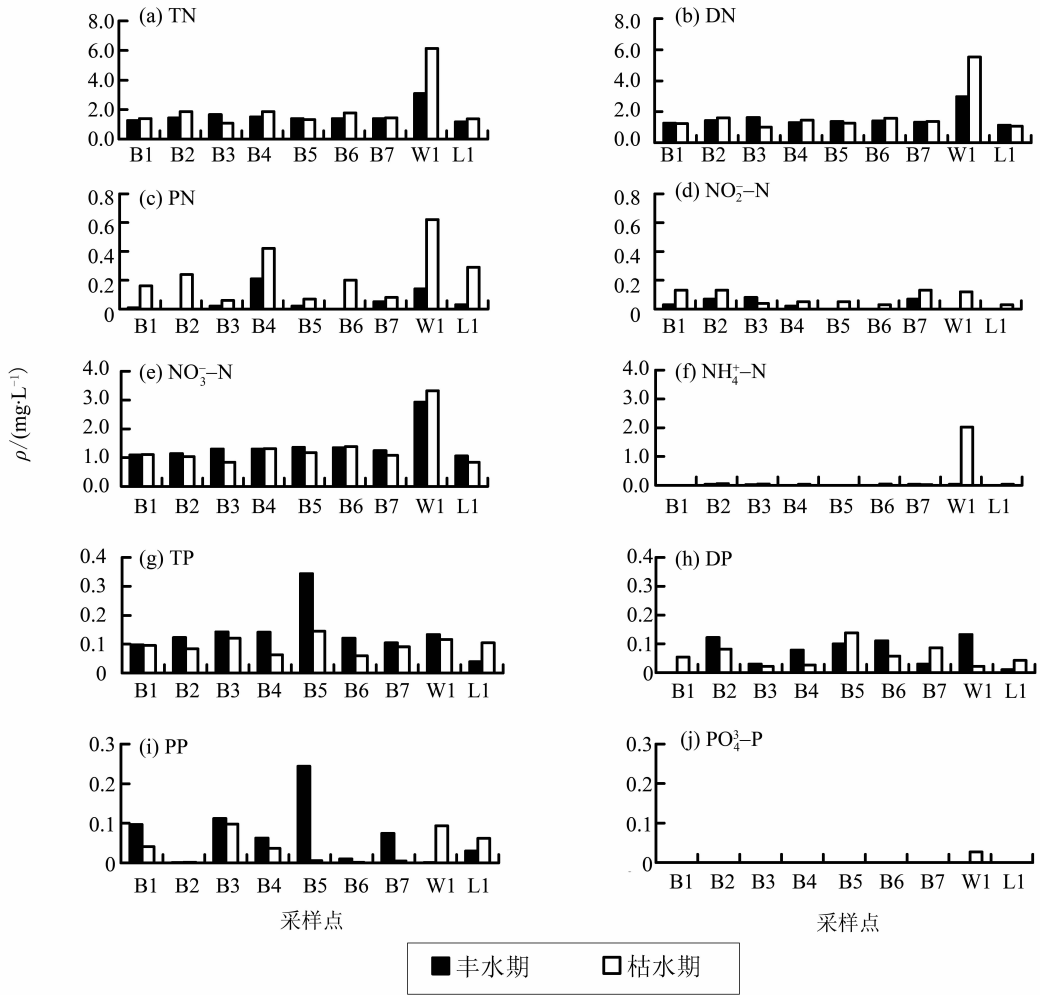 (a) TN
8.0
6.0
4.0
2.0
0.0
B1 B2 B3 B4 B5 B6 B7 W1 L1
(b) DN
8.0
6.0
4.0
2.0
0.0
B1 B2 B3 B4 B5 B6 B7 W1 L1
(c) PN
0.8
0.6
0.4
0.2
0
B1 B2 B3 B4 B5 B6 B7 W1 L1
(d) NO₂⁻–N
0.8
0.6
0.4
0.2
0
B1 B2 B3 B4 B5 B6 B7 W1 L1
ρ/(mg·L⁻¹)
(e) NO₃⁻–N
4.0
3.0
2.0
1.0
0.0
B1 B2 B3 B4 B5 B6 B7 W1 L1
(f) NH₄⁺–N
4.0
3.0
2.0
1.0
0.0
B1 B2 B3 B4 B5 B6 B7 W1 L1
(g) TP
0.4
0.3
0.2
0.1
0
B1 B2 B3 B4 B5 B6 B7 W1 L1
(h) DP
0.4
0.3
0.2
0.1
0
B1 B2 B3 B4 B5 B6 B7 W1 L1
(i) PP
0.3
0.2
0.1
0
B1 B2 B3 B4 B5 B6 B7 W1 L1
采样点
(j) PO₄³–P
0.3
0.2
0.1
0
B1 B2 B3 B4 B5 B6 B7 W1 L1
采样点
丰水期 枯水期